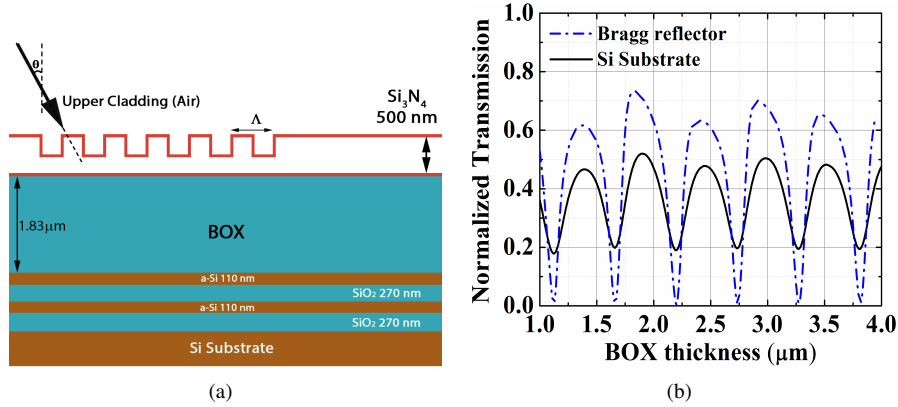 θ
Upper Cladding (Air)
Λ
Si₃N₄
500 nm
1.83μm
BOX
a-Si 110 nm
SiO₂ 270 nm
a-Si 110 nm
SiO₂ 270 nm
Si Substrate
(a)
Normalized Transmission
1.0
0.8
0.6
0.4
0.2
0.0
Bragg reflector
Si Substrate
1.0 1.5 2.0 2.5 3.0 3.5 4.0
BOX thickness (μm)
(b)